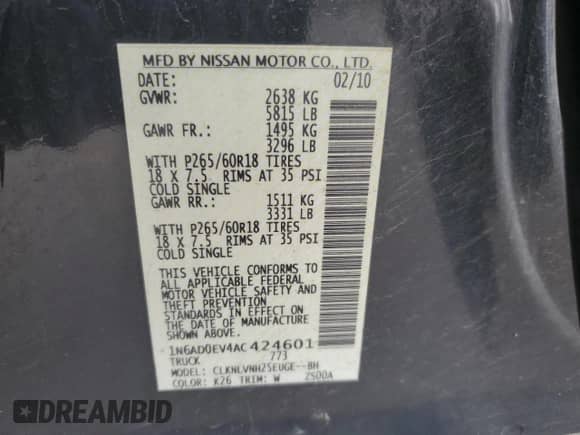 MFD BY NISSAN MOTOR CO., LTD.
DATE: 02/10
GVWR: 2638 KG
5815 LB
GAWR FR.: 1495 KG
3296 LB
WITH P265/60R18 TIRES
18 X 7.5 RIMS AT 35 PSI
COLD SINGLE
GAWR RR.: 1511 KG
3331 LB
WITH P265/60R18 TIRES
18 X 7.5 RIMS AT 35 PSI
COLD SINGLE
THIS VEHICLE CONFORMS TO
ALL APPLICABLE FEDERAL
MOTOR VEHICLE SAFETY AND
THEFT PREVENTION
STANDARDS IN EFFECT ON
THE DATE OF MANUFACTURE
SHOWN ABOVE.
1N6AD0EV4AC424601
TRUCK 773
MODEL: CLKNLVNHZSEUGE--BH
COLOR: K26 TRIM: W 2S00A
DREAMBID